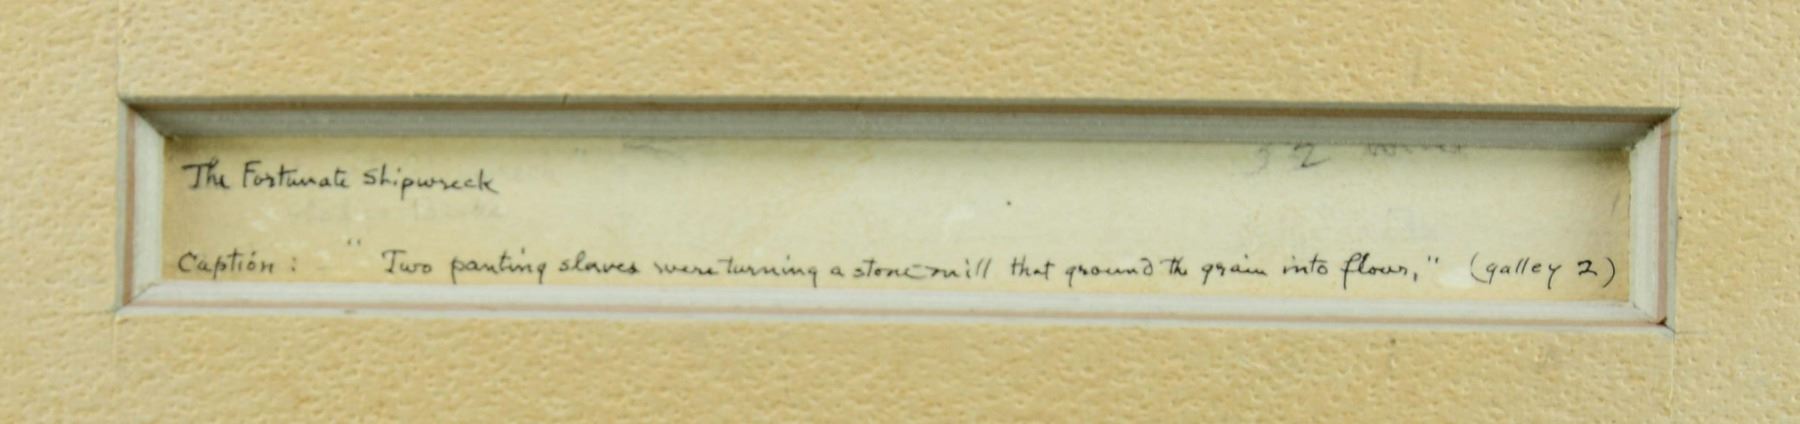 32
The Fortunate Shipwreck
Caption: "Two panting slaves were turning a stone mill that ground the grain into flour," (galley 2)